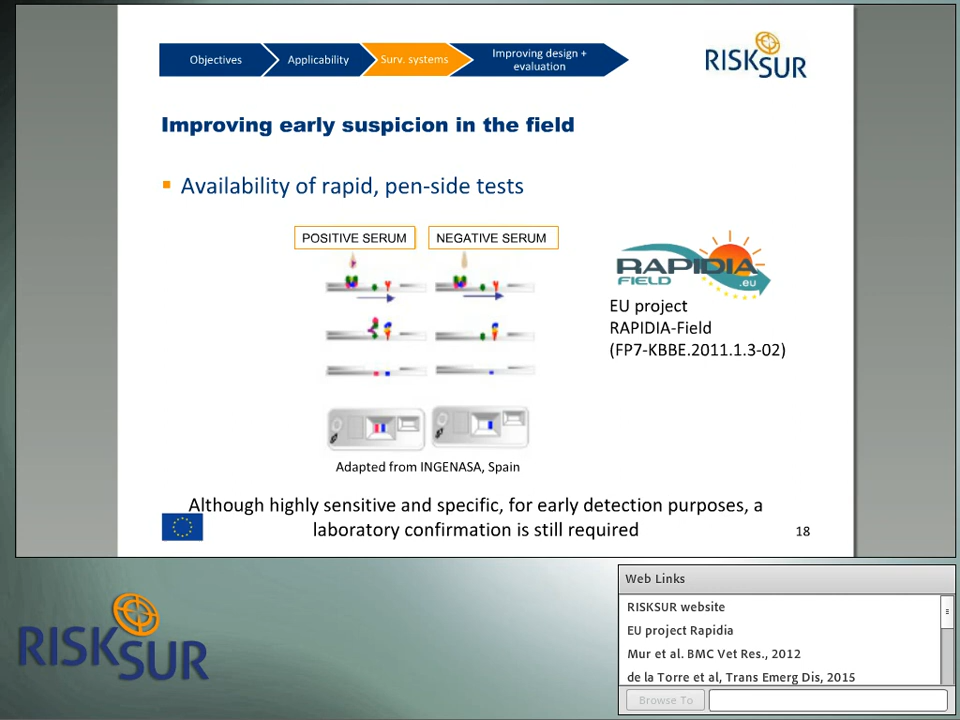 Objectives
Applicability
Surv. systems
Improving design +
evaluation
RISKSUR
Improving early suspicion in the field
Availability of rapid, pen-side tests
POSITIVE SERUM
NEGATIVE SERUM
RAPIDIA
FIELD
.eu
EU project
RAPIDIA-Field
(FP7-KBBE.2011.1.3-02)
Adapted from INGENASA, Spain
Although highly sensitive and specific, for early detection purposes, a
laboratory confirmation is still required
18
RISKSUR
Web Links
RISKSUR website
EU project Rapidia
Mur et al. BMC Vet Res., 2012
de la Torre et al, Trans Emerg Dis, 2015
Browse To